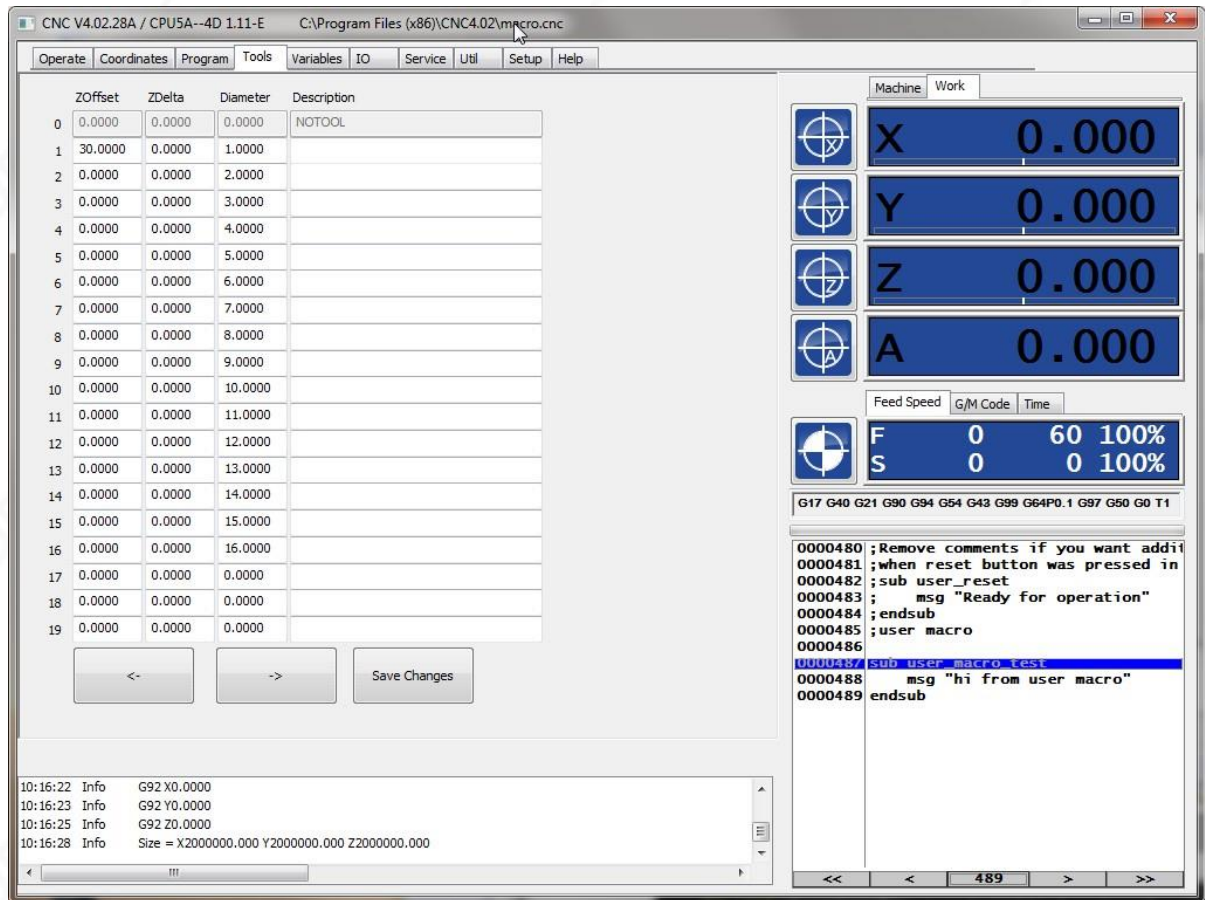 CNC V4.02.28A / CPU5A--4D 1.11-E C:\Program Files (x86)\CNC4.02\macro.cnc
Operate Coordinates Program Tools Variables IO Service Util Setup Help
ZOffset ZDelta Diameter Description
0 0.0000 0.0000 0.0000 NOTOOL
1 30.0000 0.0000 1.0000
2 0.0000 0.0000 2.0000
3 0.0000 0.0000 3.0000
4 0.0000 0.0000 4.0000
5 0.0000 0.0000 5.0000
6 0.0000 0.0000 6.0000
7 0.0000 0.0000 7.0000
8 0.0000 0.0000 8.0000
9 0.0000 0.0000 9.0000
10 0.0000 0.0000 10.0000
11 0.0000 0.0000 11.0000
12 0.0000 0.0000 12.0000
13 0.0000 0.0000 13.0000
14 0.0000 0.0000 14.0000
15 0.0000 0.0000 15.0000
16 0.0000 0.0000 16.0000
17 0.0000 0.0000 0.0000
18 0.0000 0.0000 0.0000
19 0.0000 0.0000 0.0000
<- -> Save Changes
10:16:22 Info G92 X0.0000
10:16:23 Info G92 Y0.0000
10:16:25 Info G92 Z0.0000
10:16:28 Info Size = X2000000.000 Y2000000.000 Z2000000.000
Machine Work
X X 0.000
Y Y 0.000
Z Z 0.000
A A 0.000
Feed Speed G/M Code Time
F 0 60 100%
S 0 0 100%
G17 G40 G21 G90 G94 G54 G43 G99 G64P0.1 G97 G50 G0 T1
0000480 ;Remove comments if you want addit
0000481 ;when reset button was pressed in
0000482 ;sub user_reset
0000483 ; msg "Ready for operation"
0000484 ;endsub
0000485 ;user macro
0000486
0000487 sub user_macro_test
0000488 msg "hi from user macro"
0000489 endsub
<< < 489 > >>